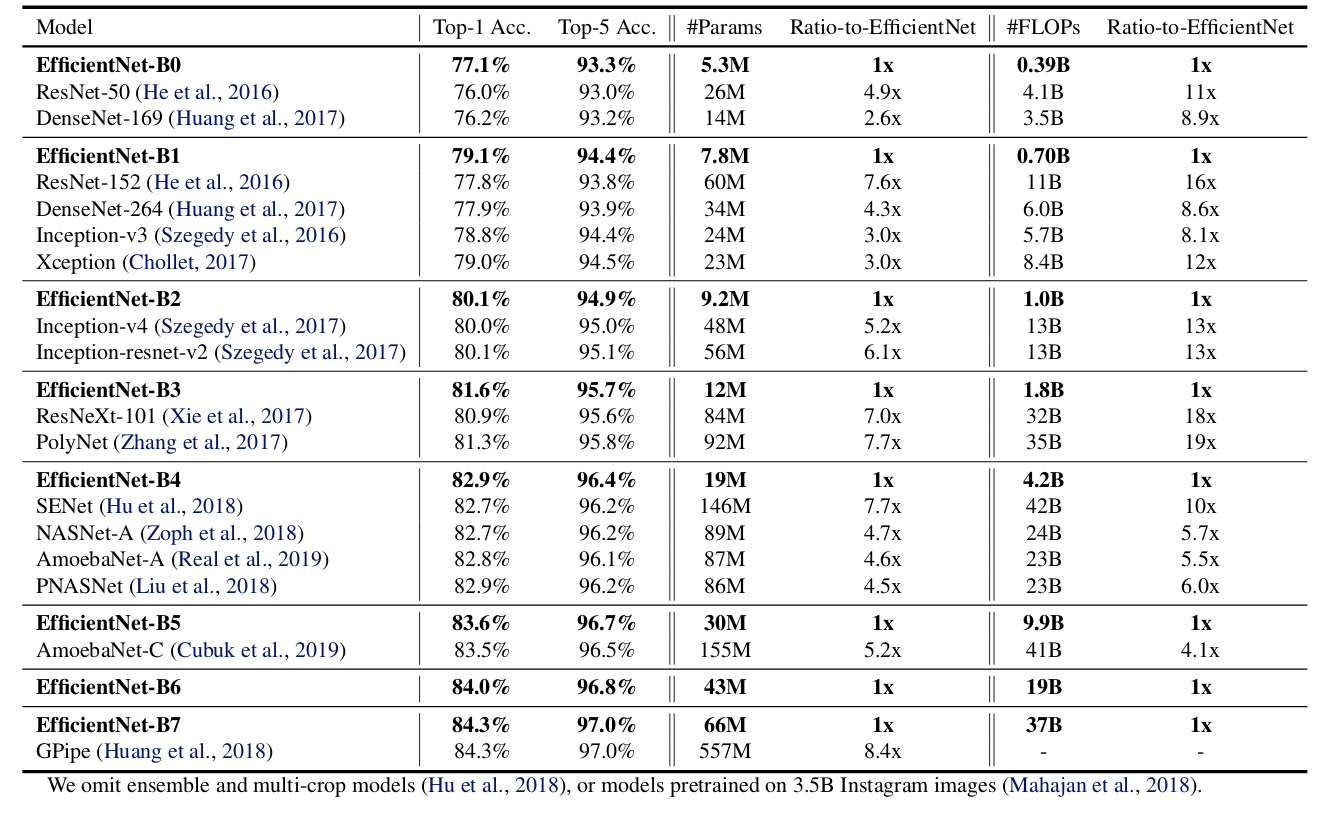 Model Top-1 Acc. Top-5 Acc. #Params Ratio-to-EfficientNet #FLOPs Ratio-to-EfficientNet
EfficientNet-B0 77.1% 93.3% 5.3M 1x 0.39B 1x
ResNet-50 (He et al., 2016) 76.0% 93.0% 26M 4.9x 4.1B 11x
DenseNet-169 (Huang et al., 2017) 76.2% 93.2% 14M 2.6x 3.5B 8.9x
EfficientNet-B1 79.1% 94.4% 7.8M 1x 0.70B 1x
ResNet-152 (He et al., 2016) 77.8% 93.8% 60M 7.6x 11B 16x
DenseNet-264 (Huang et al., 2017) 77.9% 93.9% 34M 4.3x 6.0B 8.6x
Inception-v3 (Szegedy et al., 2016) 78.8% 94.4% 24M 3.0x 5.7B 8.1x
Xception (Chollet, 2017) 79.0% 94.5% 23M 3.0x 8.4B 12x
EfficientNet-B2 80.1% 94.9% 9.2M 1x 1.0B 1x
Inception-v4 (Szegedy et al., 2017) 80.0% 95.0% 48M 5.2x 13B 13x
Inception-resnet-v2 (Szegedy et al., 2017) 80.1% 95.1% 56M 6.1x 13B 13x
EfficientNet-B3 81.6% 95.7% 12M 1x 1.8B 1x
ResNeXt-101 (Xie et al., 2017) 80.9% 95.6% 84M 7.0x 32B 18x
PolyNet (Zhang et al., 2017) 81.3% 95.8% 92M 7.7x 35B 19x
EfficientNet-B4 82.9% 96.4% 19M 1x 4.2B 1x
SENet (Hu et al., 2018) 82.7% 96.2% 146M 7.7x 42B 10x
NASNet-A (Zoph et al., 2018) 82.7% 96.2% 89M 4.7x 24B 5.7x
AmoebaNet-A (Real et al., 2019) 82.8% 96.1% 87M 4.6x 23B 5.5x
PNASNet (Liu et al., 2018) 82.9% 96.2% 86M 4.5x 23B 6.0x
EfficientNet-B5 83.6% 96.7% 30M 1x 9.9B 1x
AmoebaNet-C (Cubuk et al., 2019) 83.5% 96.5% 155M 5.2x 41B 4.1x
EfficientNet-B6 84.0% 96.8% 43M 1x 19B 1x
EfficientNet-B7 84.3% 97.0% 66M 1x 37B 1x
GPipe (Huang et al., 2018) 84.3% 97.0% 557M 8.4x - -
We omit ensemble and multi-crop models (Hu et al., 2018), or models pretrained on 3.5B Instagram images (Mahajan et al., 2018).